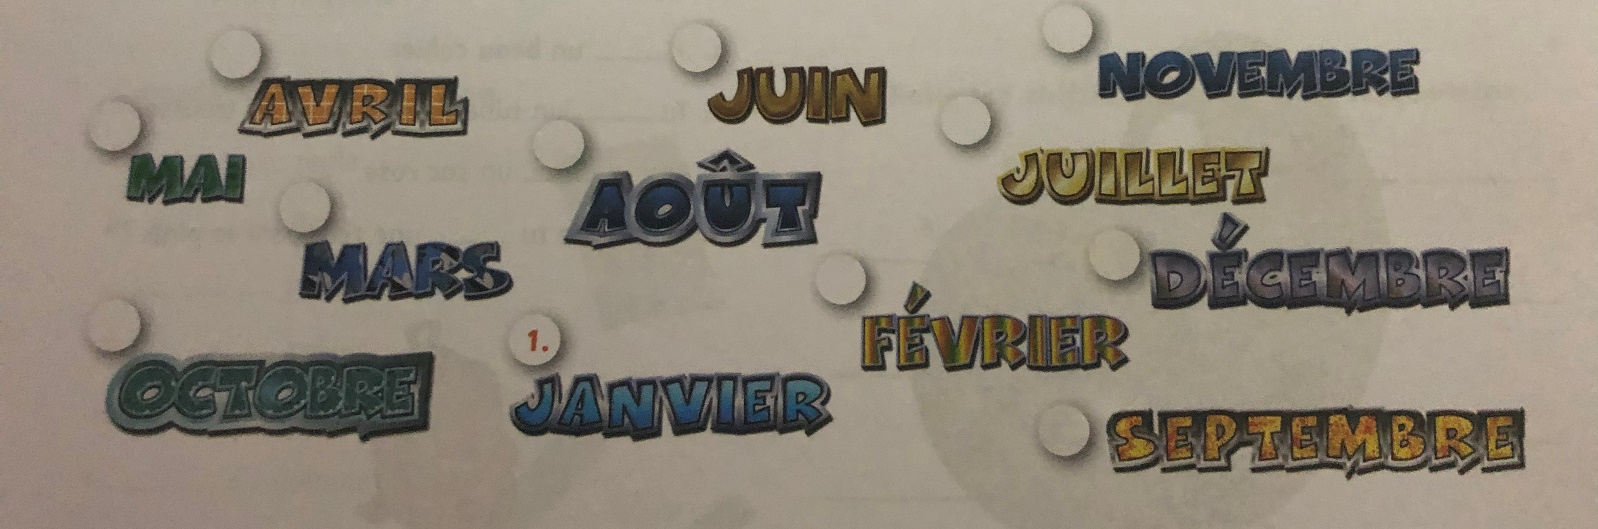 AVRIL
JUIN
NOVEMBRE
MAI
AOÛT
JUILLET
MARS
DÉCEMBRE
FÉVRIER
1.
OCTOBRE
JANVIER
SEPTEMBRE